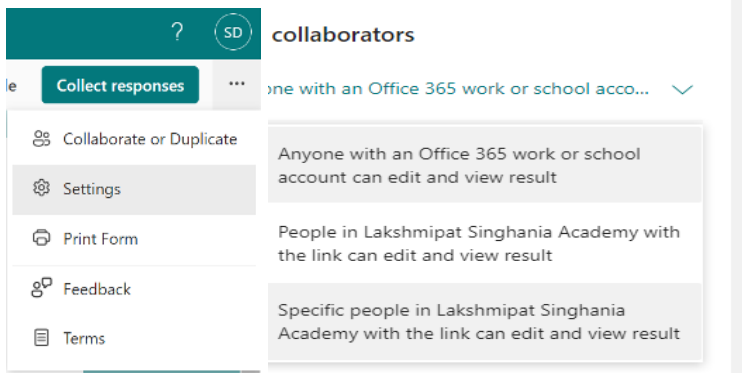 ? SD
le Collect responses ...
Collaborate or Duplicate
Settings
Print Form
Feedback
Terms
collaborators
one with an Office 365 work or school acco...
Anyone with an Office 365 work or school
account can edit and view result
People in Lakshmipat Singhania Academy with
the link can edit and view result
Specific people in Lakshmipat Singhania
Academy with the link can edit and view result